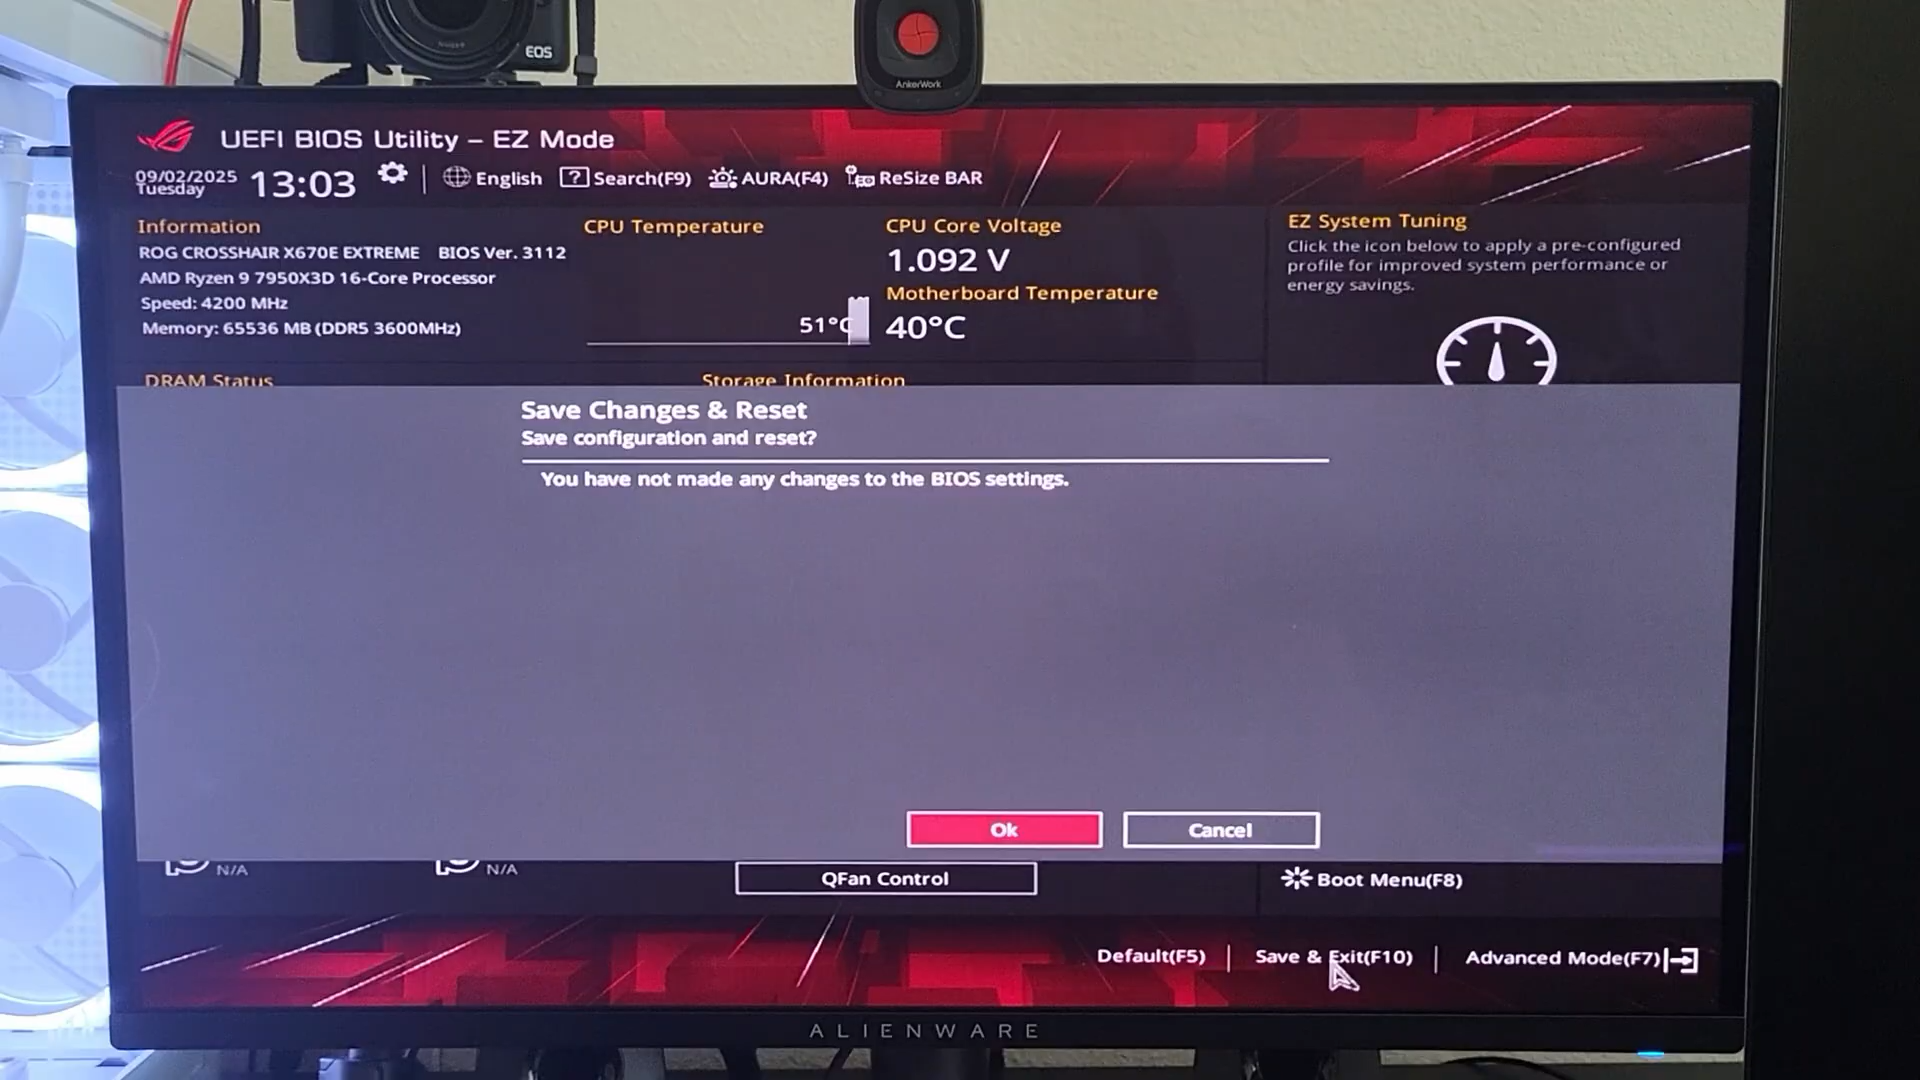 EOS
AnkerWork
UEFI BIOS Utility – EZ Mode
09/02/2025
Tuesday
13:03
English
Search(F9)
AURA(F4)
ReSize BAR
Information
ROG CROSSHAIR X670E EXTREME BIOS Ver. 3112
AMD Ryzen 9 7950X3D 16-Core Processor
Speed: 4200 MHz
Memory: 65536 MB (DDR5 3600MHz)
CPU Temperature
51°C
CPU Core Voltage
1.092 V
Motherboard Temperature
40°C
EZ System Tuning
Click the icon below to apply a pre-configured
profile for improved system performance or
energy savings.
DRAM Status
Storage Information
Save Changes & Reset
Save configuration and reset?
You have not made any changes to the BIOS settings.
Ok
Cancel
N/A
N/A
QFan Control
Boot Menu(F8)
Default(F5)
Save & Exit(F10)
Advanced Mode(F7)
ALIENWARE